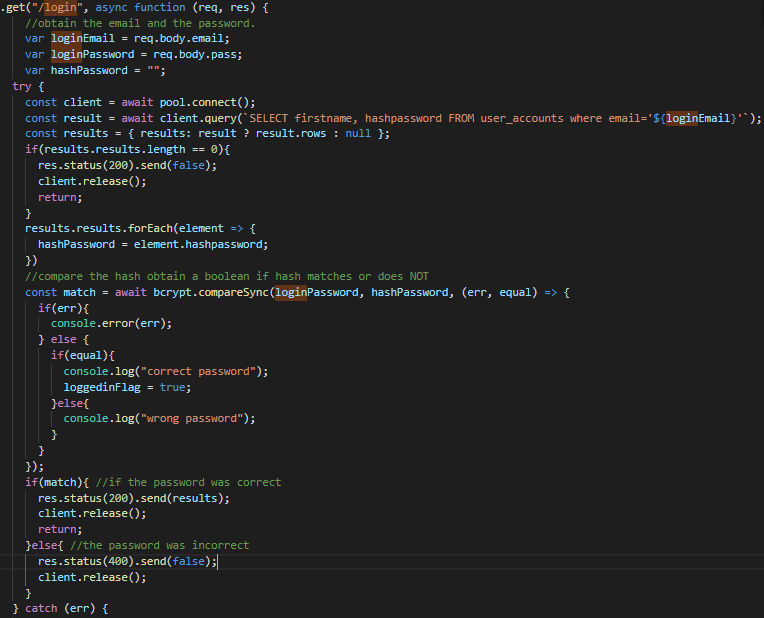 .get("/login", async function (req, res) {
//obtain the email and the password.
var loginEmail = req.body.email;
var loginPassword = req.body.pass;
var hashPassword = "";
try {
const client = await pool.connect();
const result = await client.query(`SELECT firstname, hashpassword FROM user_accounts where email='${loginEmail}'`);
const results = { results: result ? result.rows : null };
if(results.results.length == 0){
res.status(200).send(false);
client.release();
return;
}
results.results.forEach(element => {
hashPassword = element.hashpassword;
})
//compare the hash obtain a boolean if hash matches or does NOT
const match = await bcrypt.compareSync(loginPassword, hashPassword, (err, equal) => {
if(err){
console.error(err);
} else {
if(equal){
console.log("correct password");
loggedinFlag = true;
}else{
console.log("wrong password");
}
}
});
if(match){ //if the password was correct
res.status(200).send(results);
client.release();
return;
}else{ //the password was incorrect
res.status(400).send(false);
client.release();
}
} catch (err) {